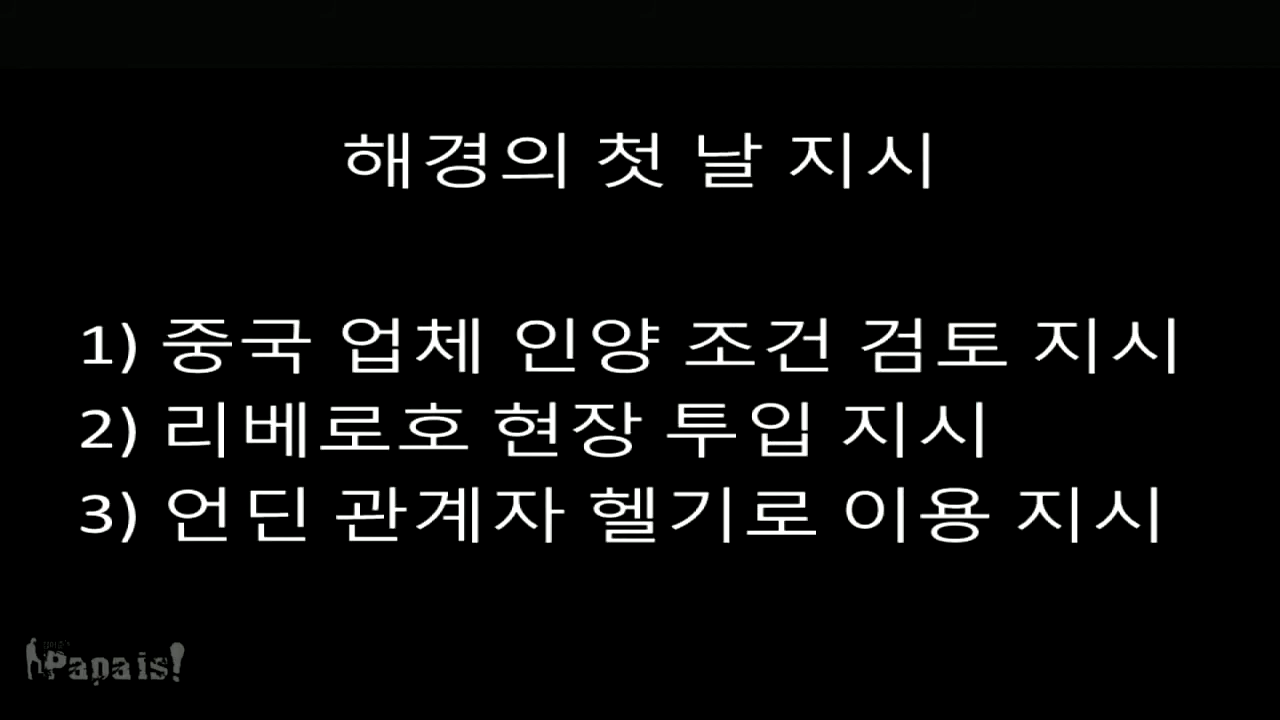 해경의 첫 날 지시
1) 중국 업체 인양 조건 검토 지시
2) 리베로호 현장 투입 지시
3) 언딘 관계자 헬기로 이용 지시
Papais!